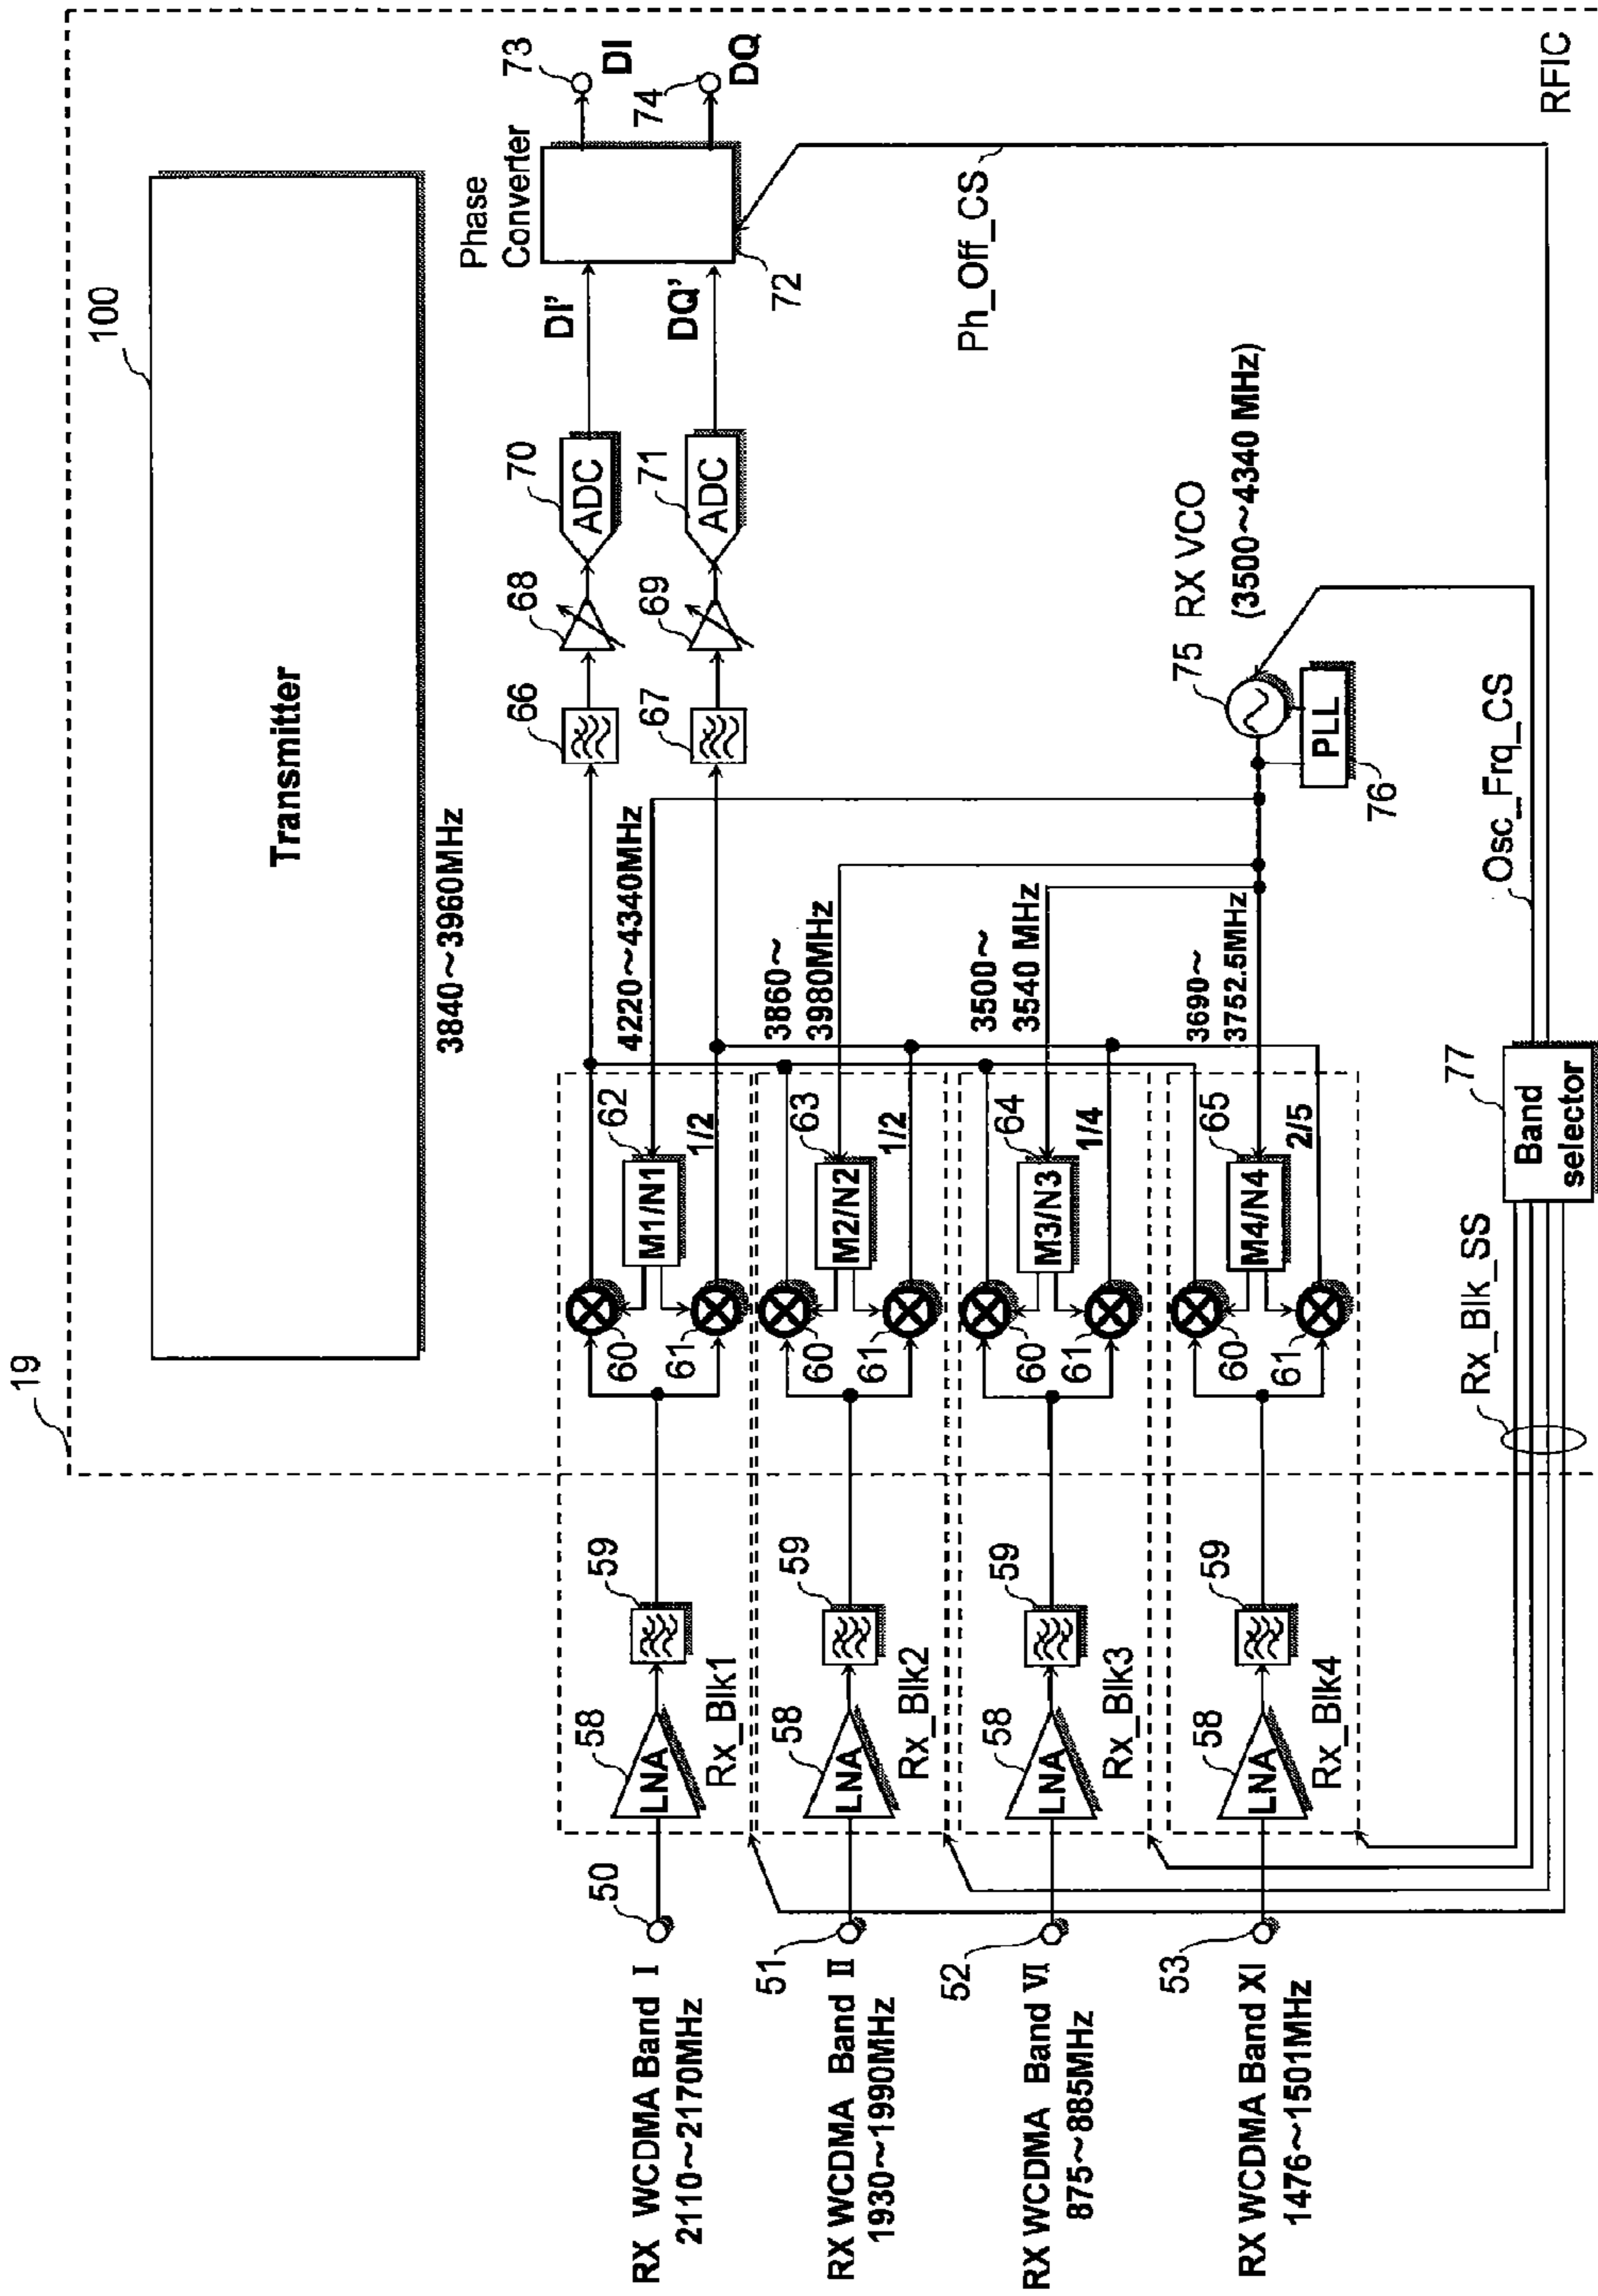 19
100
Transmitter
3840~3960MHz
RX WCDMA Band I
2110~2170MHz
50
58
LNA
59
Rx_Blk1
60
61
M1/N1
62
1/2
4220~4340MHz
66
67
68
69
70
ADC
71
ADC
DI'
DQ'
Phase
Converter
72
73
DI
74
DQ
RX WCDMA Band II
1930~1990MHz
51
58
LNA
59
Rx_Blk2
60
61
M2/N2
63
1/2
3860~
3980MHz
RX WCDMA Band VI
875~885MHz
52
58
LNA
59
Rx_Blk3
60
61
M3/N3
64
1/4
3500~
3540 MHz
Ph_Off_CS
RX WCDMA Band XI
1476~1501MHz
53
58
LNA
59
Rx_Blk4
60
61
M4/N4
65
2/5
3690~
3752.5MHz
75
RX VCO
(3500~4340 MHz)
PLL
76
Rx_Blk_SS
77
Band
selector
Osc_Frq_CS
RFIC